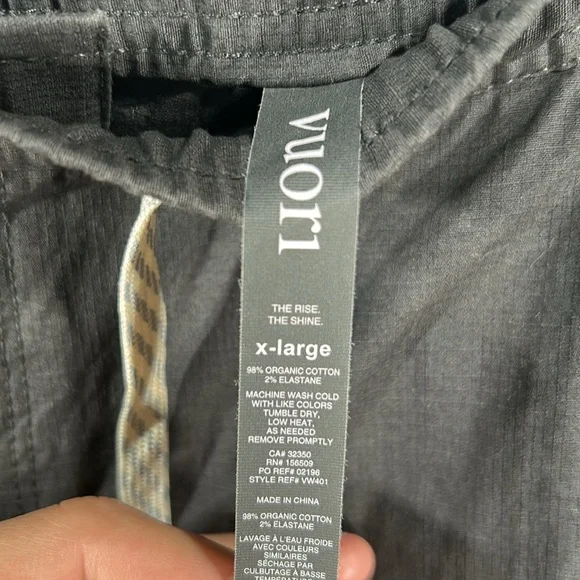 vuori
THE RISE.
THE SHINE.
x-large
98% ORGANIC COTTON
2% ELASTANE
MACHINE WASH COLD
WITH LIKE COLORS
TUMBLE DRY,
LOW HEAT,
AS NEEDED
REMOVE PROMPTLY
CA# 32350
RN# 156509
PO REF# 02196
STYLE REF# VW401
MADE IN CHINA
98% ORGANIC COTTON
2% ELASTANE
LAVAGE À L'EAU FROIDE
AVEC COULEURS
SIMILAIRES
SÉCHAGE PAR
CULBUTAGE À BASSE
TEMPÉRATURE